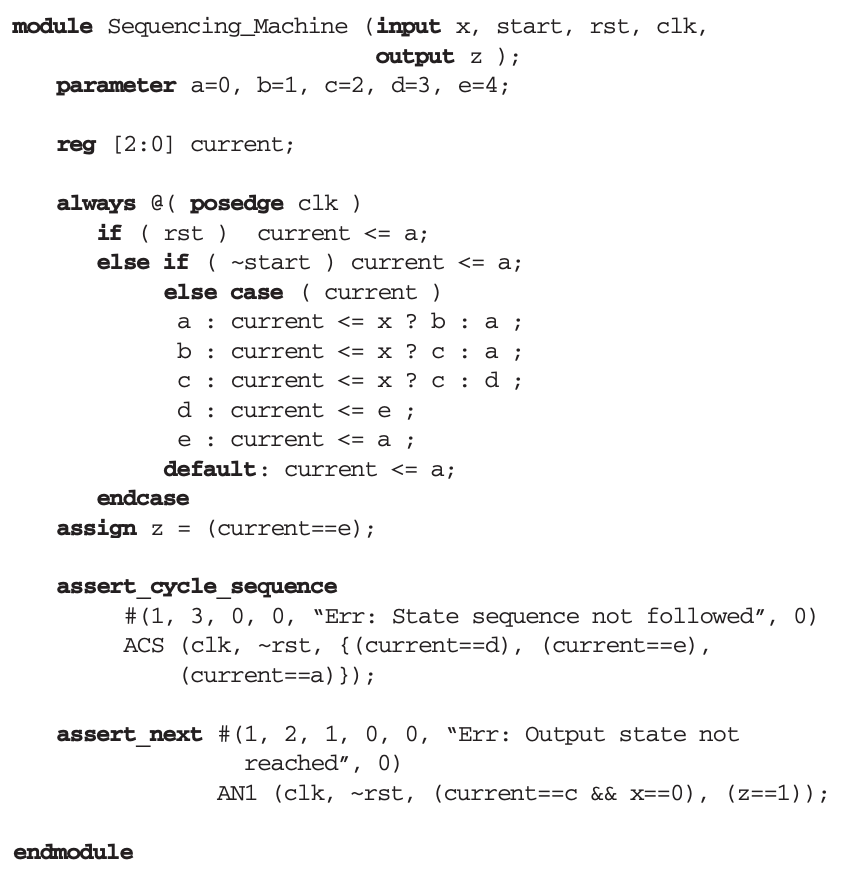 module Sequencing_Machine (input x, start, rst, clk,
output z );
parameter a=0, b=1, c=2, d=3, e=4;
reg [2:0] current;
always @( posedge clk )
if ( rst ) current <= a;
else if ( ~start ) current <= a;
else case ( current )
a : current <= x ? b : a ;
b : current <= x ? c : a ;
c : current <= x ? c : d ;
d : current <= e ;
e : current <= a ;
default: current <= a;
endcase
assign z = (current==e);
assert_cycle_sequence
#(1, 3, 0, 0, “Err: State sequence not followed”, 0)
ACS (clk, ~rst, {(current==d), (current==e),
(current==a)});
assert_next #(1, 2, 1, 0, 0, “Err: Output state not
reached”, 0)
AN1 (clk, ~rst, (current==c && x==0), (z==1));
endmodule